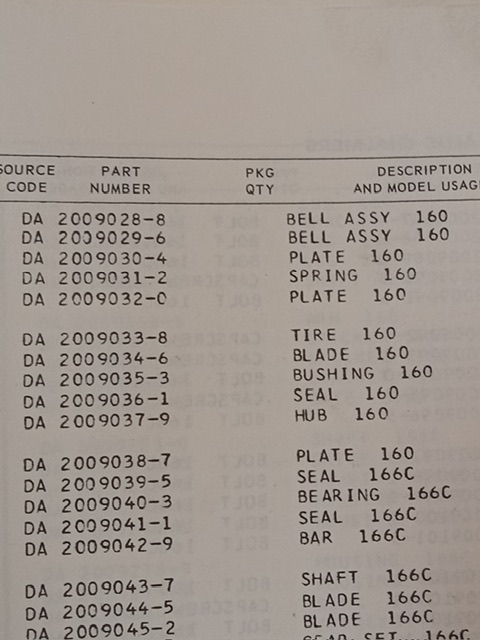 SOURCE PART PKG DESCRIPTION
CODE NUMBER QTY AND MODEL USAG
DA 2009028-8 BELL ASSY 160
DA 2009029-6 BELL ASSY 160
DA 2009030-4 PLATE 160
DA 2009031-2 SPRING 160
DA 2009032-0 PLATE 160
DA 2009033-8 TIRE 160
DA 2009034-6 BLADE 160
DA 2009035-3 BUSHING 160
DA 2009036-1 SEAL 160
DA 2009037-9 HUB 160
DA 2009038-7 PLATE 160
DA 2009039-5 SEAL 166C
DA 2009040-3 BEARING 166C
DA 2009041-1 SEAL 166C
DA 2009042-9 BAR 166C
DA 2009043-7 SHAFT 166C
DA 2009044-5 BLADE 166C
DA 2009045-2 BLADE 166C
166C